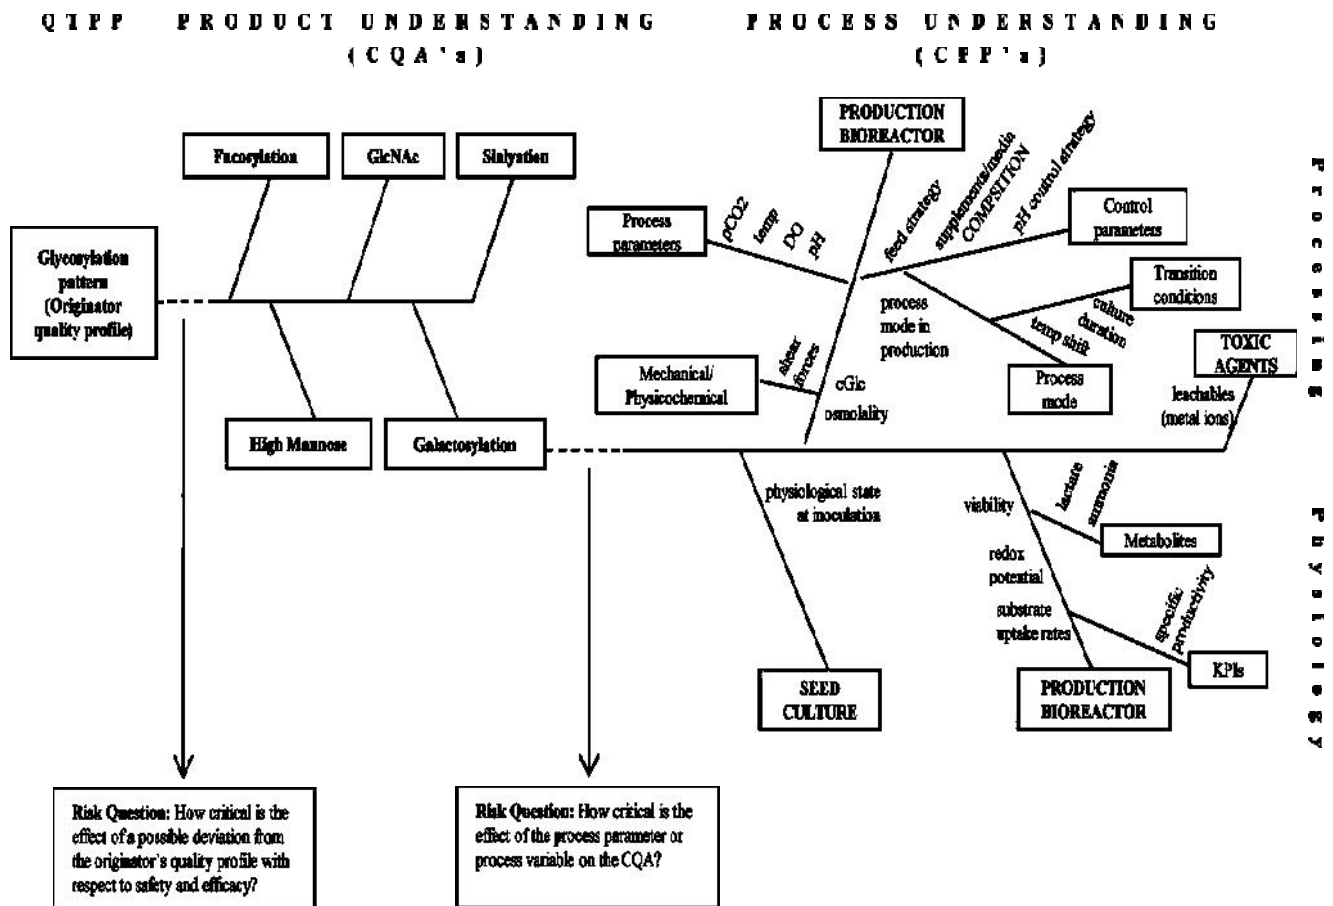 QTPP PRODUCT UNDERSTANDING
(CQA's)
PROCESS UNDERSTANDING
(CPP's)
Fucosylation
GlcNAc
Sialyation
Glycosylation
pattern
(Originator
quality profile)
High Mannose
Galactosylation
PRODUCTION
BIOREACTOR
Process
parameters
pCO2
temp
DO
pH
feed strategy
supplements/media
COMPSITION
pH control strategy
Control
parameters
Transition
conditions
culture
duration
temp shift
process
mode in
production
Process
mode
TOXIC
AGENTS
leachables
(metal ions)
Mechanical/
Physicochemical
shear
forces
cGlc
osmolality
Processing
physiological state
at inoculation
SEED
CULTURE
viability
lactate
ammonia
Metabolites
redox
potential
substrate
uptake rates
specific
productivity
KPIs
PRODUCTION
BIOREACTOR
Physiology
Risk Question: How critical is the
effect of a possible deviation from
the originator's quality profile with
respect to safety and efficacy?
Risk Question: How critical is the
effect of the process parameter or
process variable on the CQA?